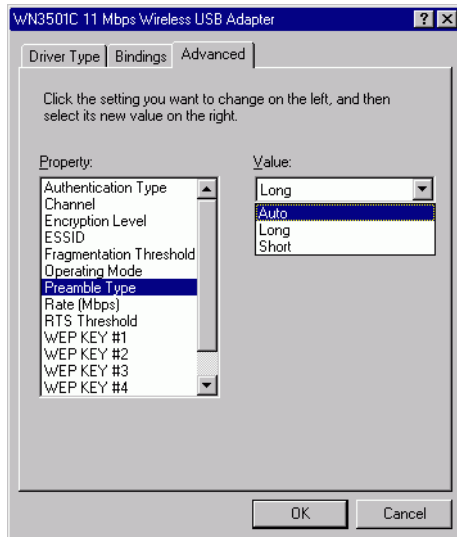 WN3501C 11 Mbps Wireless USB Adapter
Driver Type Bindings Advanced
Click the setting you want to change on the left, and then
select its new value on the right.
Property:
Authentication Type
Channel
Encryption Level
ESSID
Fragmentation Threshold
Operating Mode
Preamble Type
Rate (Mbps)
RTS Threshold
WEP KEY #1
WEP KEY #2
WEP KEY #3
WEP KEY #4
Value:
Long
Auto
Long
Short
OK Cancel